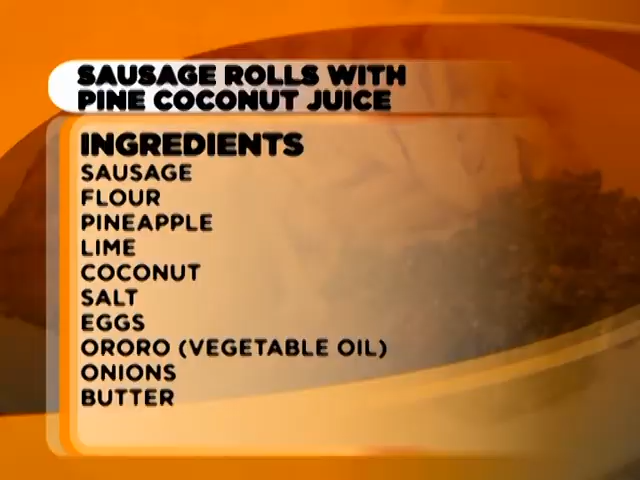 SAUSAGE ROLLS WITH
PINE COCONUT JUICE
INGREDIENTS
SAUSAGE
FLOUR
PINEAPPLE
LIME
COCONUT
SALT
EGGS
ORORO (VEGETABLE OIL)
ONIONS
BUTTER